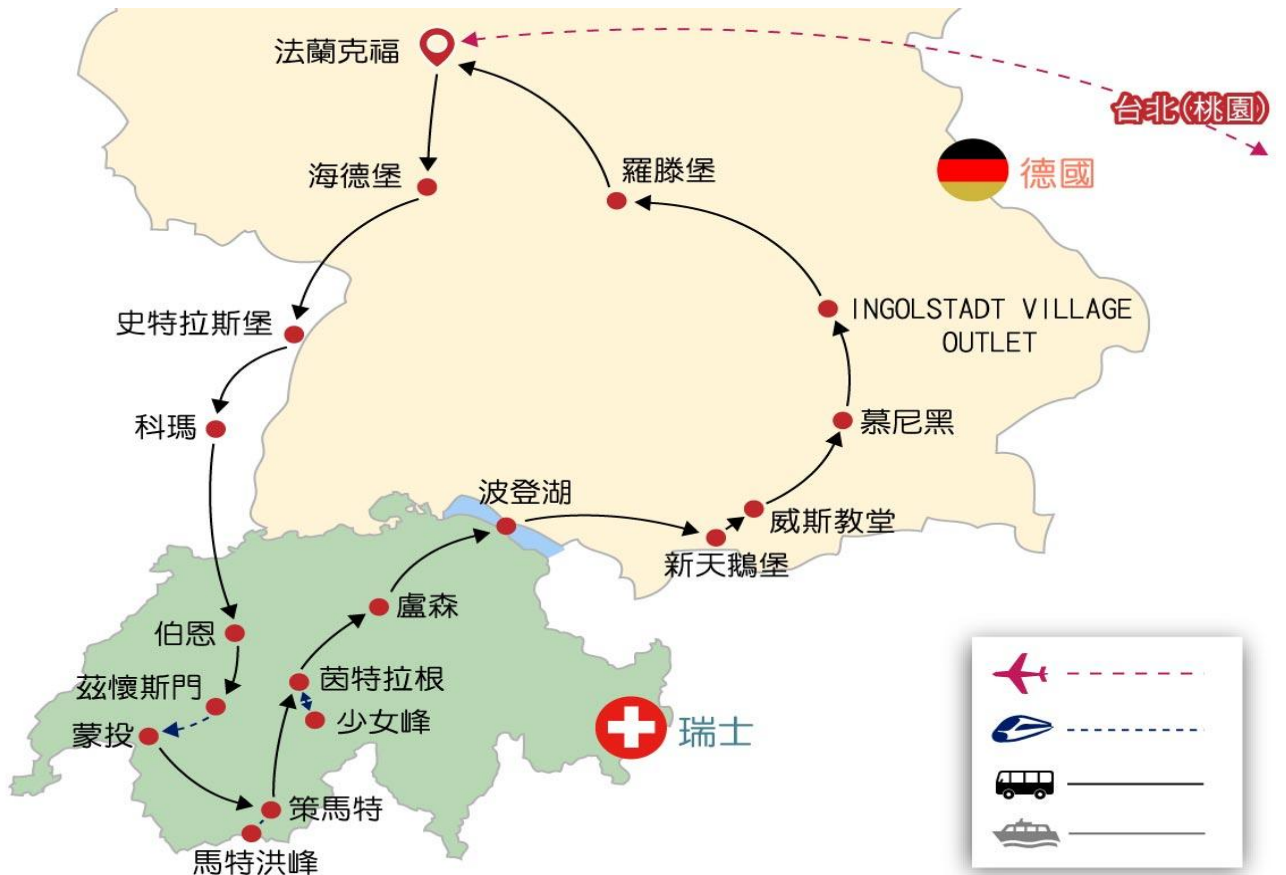 法蘭克福
台北(桃園)
德國
海德堡
羅滕堡
史特拉斯堡
INGOLSTADT VILLAGE
OUTLET
科瑪
慕尼黑
波登湖
威斯教堂
新天鵝堡
盧森
伯恩
茵特拉根
茲懷斯門
少女峰
瑞士
蒙投
策馬特
馬特洪峰